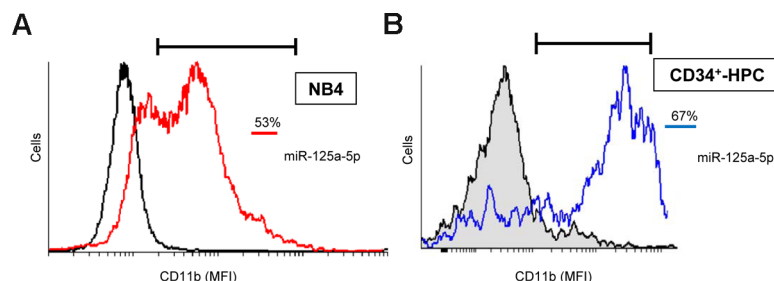 A
NB4
53%
miR-125a-5p
Cells
CD11b (MFI)
B
CD34⁺-HPC
67%
miR-125a-5p
Cells
CD11b (MFI)